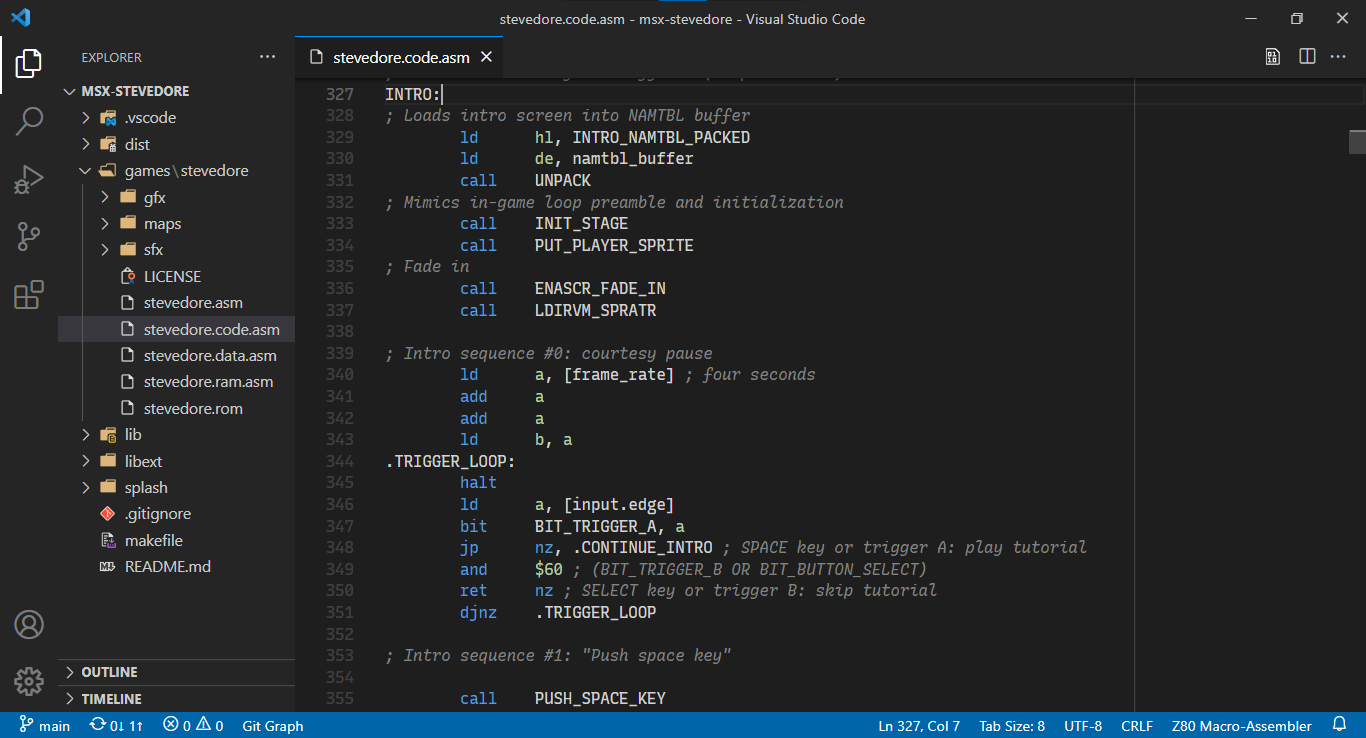 stevedore.code.asm - msx-stevedore - Visual Studio Code
EXPLORER
MSX-STEVEDORE
.vscode
dist
games\stevedore
gfx
maps
sfx
LICENSE
stevedore.asm
stevedore.code.asm
stevedore.data.asm
stevedore.ram.asm
stevedore.rom
lib
libext
splash
.gitignore
makefile
README.md
OUTLINE
TIMELINE
stevedore.code.asm
327 INTRO:
328 ; Loads intro screen into NAMTBL buffer
329 ld hl, INTRO_NAMTBL_PACKED
330 ld de, namtbl_buffer
331 call UNPACK
332 ; Mimics in-game loop preamble and initialization
333 call INIT_STAGE
334 call PUT_PLAYER_SPRITE
335 ; Fade in
336 call ENASCR_FADE_IN
337 call LDIRVM_SPRATR
338
339 ; Intro sequence #0: courtesy pause
340 ld a, [frame_rate] ; four seconds
341 add a
342 add a
343 ld b, a
344 .TRIGGER_LOOP:
345 halt
346 ld a, [input.edge]
347 bit BIT_TRIGGER_A, a
348 jp nz, .CONTINUE_INTRO ; SPACE key or trigger A: play tutorial
349 and $60 ; (BIT_TRIGGER_B OR BIT_BUTTON_SELECT)
350 ret nz ; SELECT key or trigger B: skip tutorial
351 djnz .TRIGGER_LOOP
352
353 ; Intro sequence #1: "Push space key"
354
355 call PUSH_SPACE_KEY
main 0↓ 1↑ 0 0 Git Graph Ln 327, Col 7 Tab Size: 8 UTF-8 CRLF Z80 Macro-Assembler